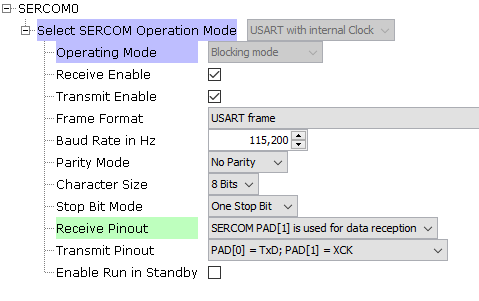 SERCOM0
Select SERCOM Operation Mode USART with internal Clock
Operating Mode Blocking mode
Receive Enable
Transmit Enable
Frame Format USART frame
Baud Rate in Hz 115,200
Parity Mode No Parity
Character Size 8 Bits
Stop Bit Mode One Stop Bit
Receive Pinout SERCOM PAD[1] is used for data reception
Transmit Pinout PAD[0] = TxD; PAD[1] = XCK
Enable Run in Standby